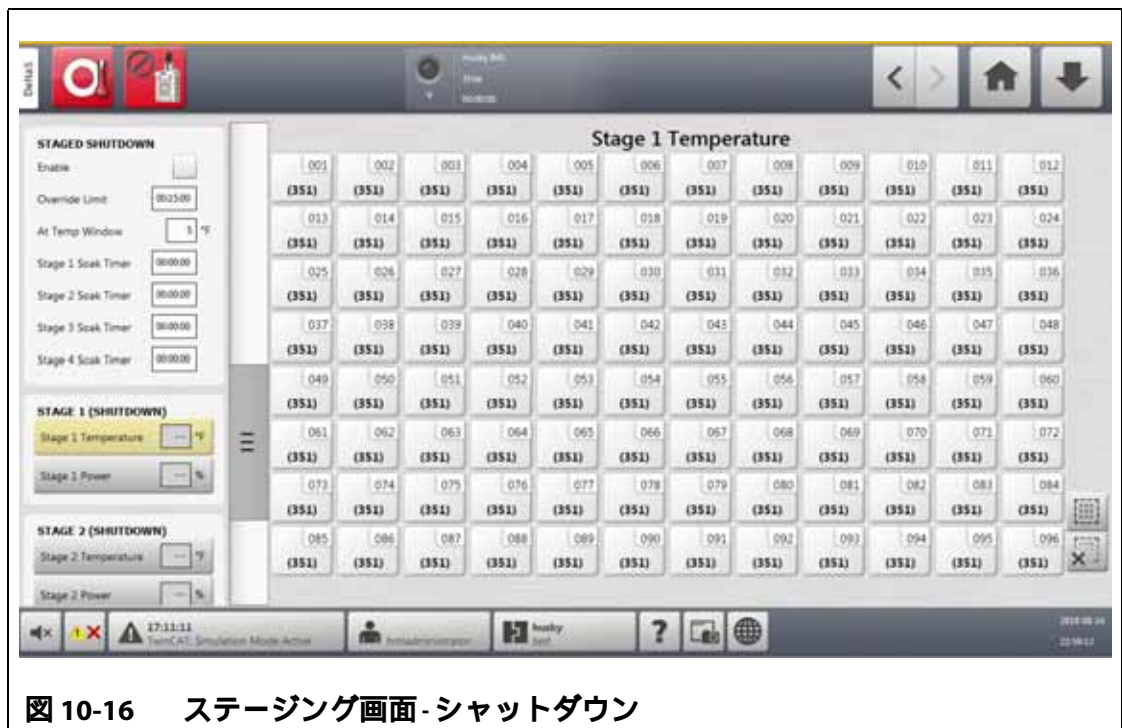 Husky IMS
Stop
00:00:00
STAGED SHUTDOWN
Enable
Override Limit 00:25:00
At Temp Window 5 °F
Stage 1 Soak Timer 00:00:00
Stage 2 Soak Timer 00:00:00
Stage 3 Soak Timer 00:00:00
Stage 4 Soak Timer 00:00:00
STAGE 1 (SHUTDOWN)
Stage 1 Temperature -- °F
Stage 1 Power -- %
STAGE 2 (SHUTDOWN)
Stage 2 Temperature -- °F
Stage 2 Power -- %
Stage 1 Temperature
001 002 003 004 005 006 007 008 009 010 011 012
(351) (351) (351) (351) (351) (351) (351) (351) (351) (351) (351) (351)
013 014 015 016 017 018 019 020 021 022 023 024
(351) (351) (351) (351) (351) (351) (351) (351) (351) (351) (351) (351)
025 026 027 028 029 030 031 032 033 034 035 036
(351) (351) (351) (351) (351) (351) (351) (351) (351) (351) (351) (351)
037 038 039 040 041 042 043 044 045 046 047 048
(351) (351) (351) (351) (351) (351) (351) (351) (351) (351) (351) (351)
049 050 051 052 053 054 055 056 057 058 059 060
(351) (351) (351) (351) (351) (351) (351) (351) (351) (351) (351) (351)
061 062 063 064 065 066 067 068 069 070 071 072
(351) (351) (351) (351) (351) (351) (351) (351) (351) (351) (351) (351)
073 074 075 076 077 078 079 080 081 082 083 084
(351) (351) (351) (351) (351) (351) (351) (351) (351) (351) (351) (351)
085 086 087 088 089 090 091 092 093 094 095 096
(351) (351) (351) (351) (351) (351) (351) (351) (351) (351) (351) (351)
17:11:11
TwinCAT: Simulation Mode Active
hmiadministrator
husky
?
図 10-16 ステージング画面 - シャットダウン